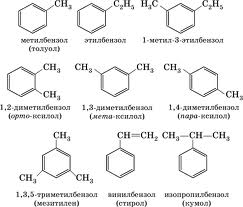 CH₃
C₂H₅
H₃C
C₂H₅
метилбензол
этилбензол
1-метил-3-этилбензол
(толуол)
CH₃
CH₃
CH₃
CH₃
CH₃
CH₃
1,2-диметилбензол
1,3-диметилбензол
1,4-диметилбензол
(орто-ксилол)
(мета-ксилол)
(пара-ксилол)
CH₃
CH=CH₂
CH₃—CH—CH₃
H₃C
CH₃
1,3,5-триметилбензол
винилбензол
изопропилбензол
(мезитилен)
(стирол)
(кумол)